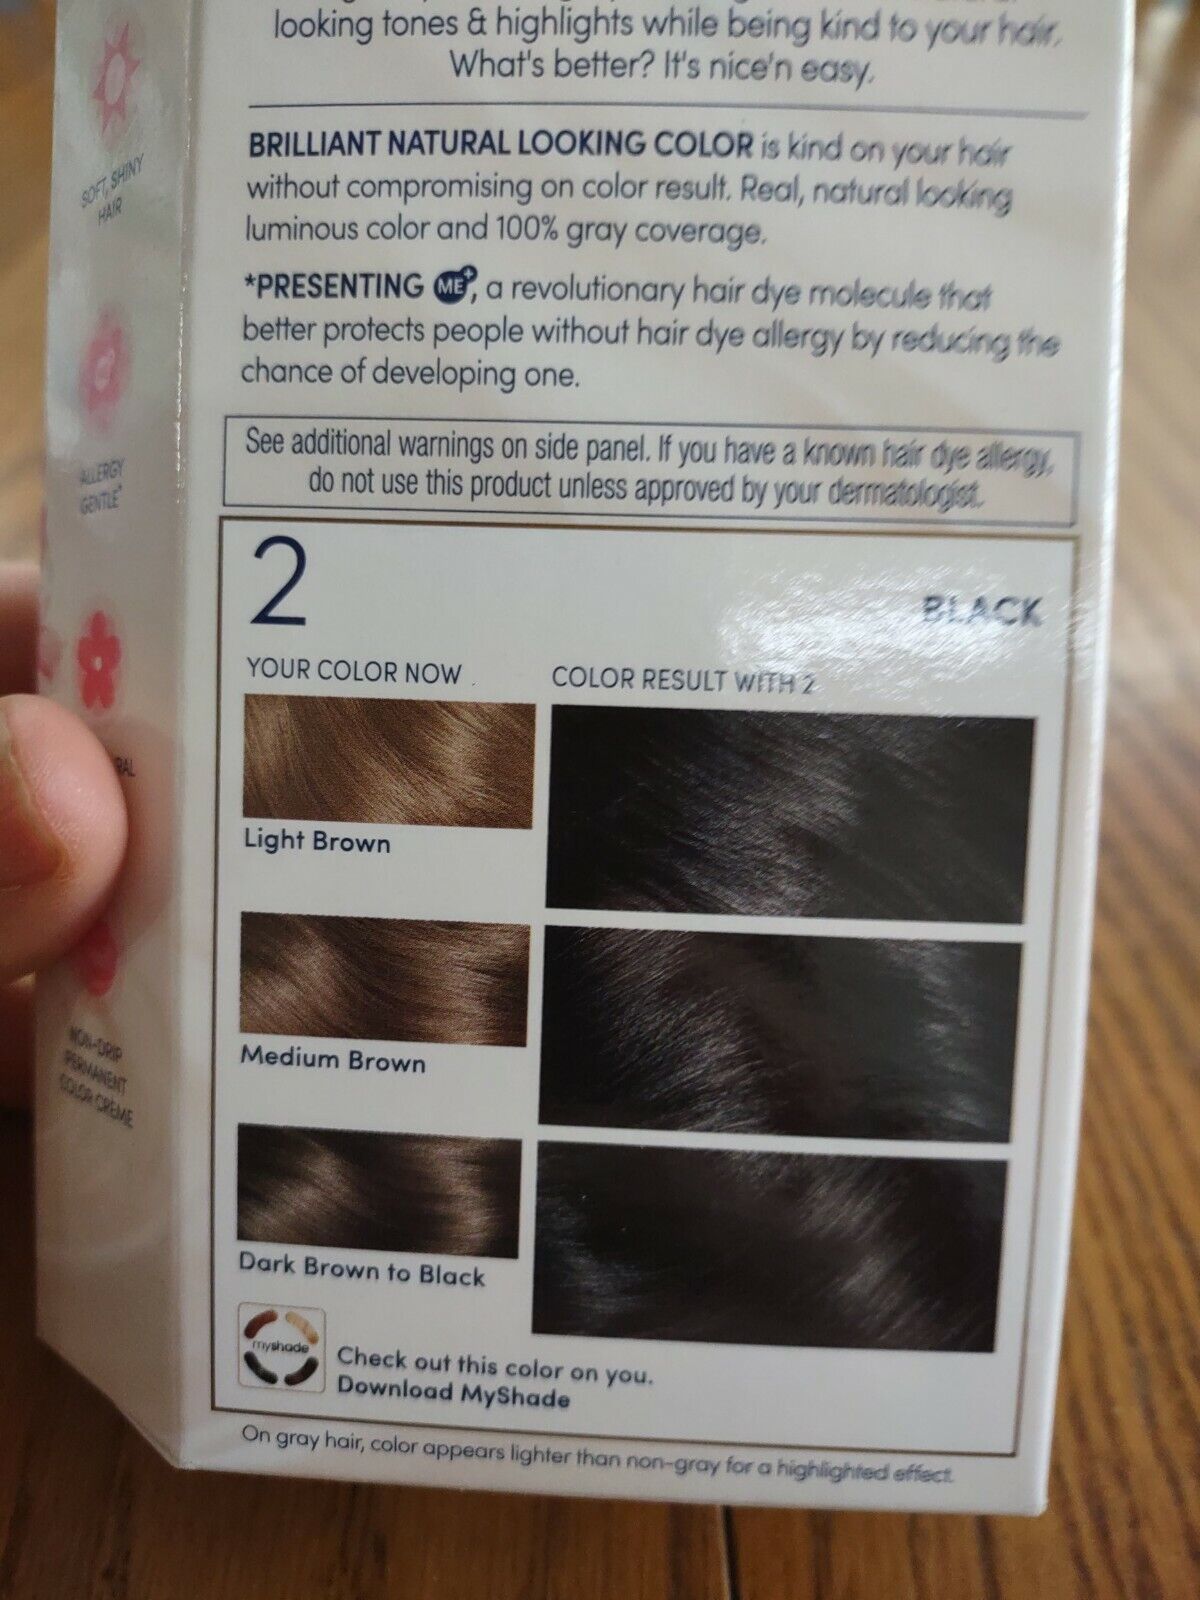 looking tones & highlights while being kind to your hair.
What's better? It's nice'n easy.
BRILLIANT NATURAL LOOKING COLOR is kind on your hair
without compromising on color result. Real, natural looking
luminous color and 100% gray coverage.
*PRESENTING ME+, a revolutionary hair dye molecule that
better protects people without hair dye allergy by reducing the
chance of developing one.
See additional warnings on side panel. If you have a known hair dye allergy,
do not use this product unless approved by your dermatologist.
2
BLACK
YOUR COLOR NOW
COLOR RESULT WITH 2
Light Brown
Medium Brown
Dark Brown to Black
myshade
Check out this color on you.
Download MyShade
On gray hair, color appears lighter than non-gray for a highlighted effect.
SOFT, SHINY
HAIR
ALLERGY
GENTLE*
NON-DRIP
PERMANENT
COLOR CREME